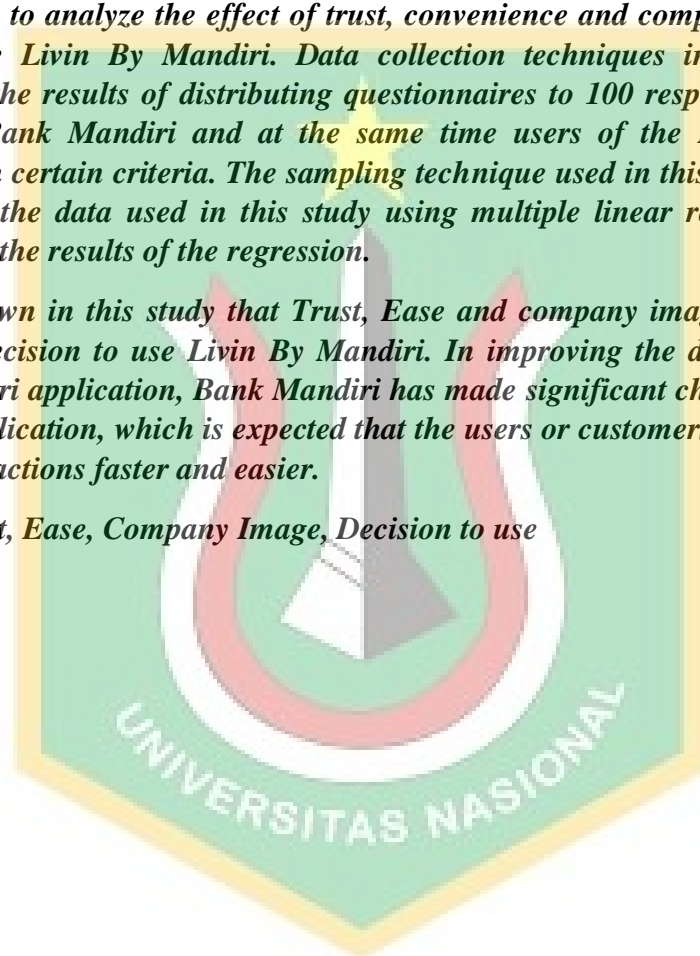 to analyze the effect of trust, convenience and comp
Livin By Mandiri. Data collection techniques in
he results of distributing questionnaires to 100 resp
Bank Mandiri and at the same time users of the
certain criteria. The sampling technique used in this
the data used in this study using multiple linear r
the results of the regression.
wn in this study that Trust, Ease and company ima
ecision to use Livin By Mandiri. In improving the d
ri application, Bank Mandiri has made significant ch
lication, which is expected that the users or customer
actions faster and easier.
t, Ease, Company Image, Decision to use
UNIVERSITAS NASIONAL